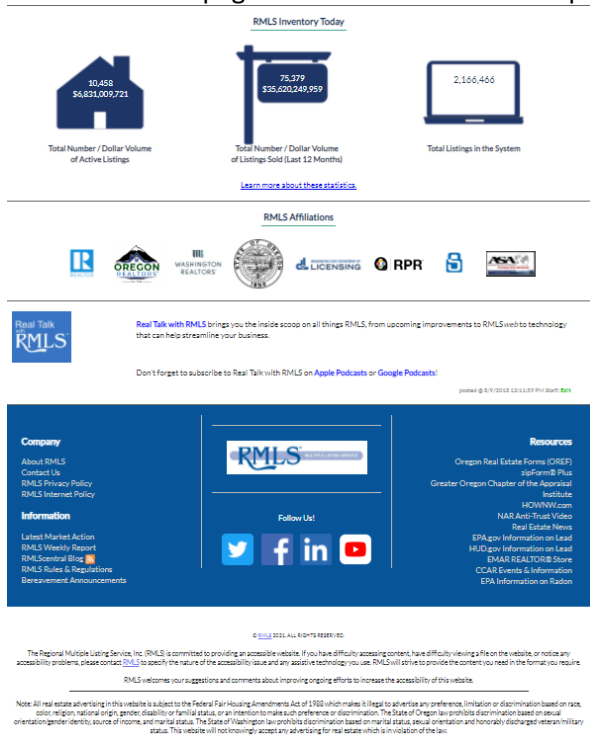 RMLS Inventory Today
10,458
$6,831,009,721
75,379
$35,620,249,959
2,166,466
Total Number / Dollar Volume
of Active Listings
Total Number / Dollar Volume
of Listings Sold (Last 12 Months)
Total Listings in the System
Learn more about these statistics.
RMLS Affiliations
R
REALTOR
OREGON
REALTORS
WASHINGTON
REALTORS
STATE OF OREGON
1859
LICENSING
RPR
ASA
Real Talk
with
RMLS
Real Talk with RMLS brings you the inside scoop on all things RMLS, from upcoming improvements to RMLSweb to technology
that can help streamline your business.
Don't forget to subscribe to Real Talk with RMLS on Apple Podcasts or Google Podcasts!
posted @ 8/9/2018 12:11:59 PM Staff: Edit
Company
About RMLS
Contact Us
RMLS Privacy Policy
RMLS Internet Policy
Information
Latest Market Action
RMLS Weekly Report
RMLScentral Blog
RMLS Rules & Regulations
Bereavement Announcements
RMLS MULTIPLE LISTING SERVICE
Follow Us!
Resources
Oregon Real Estate Forms (OREF)
zipForm® Plus
Greater Oregon Chapter of the Appraisal
Institute
HOWNW.com
NAR Anti-Trust Video
Real Estate News
EPA.gov Information on Lead
HUD.gov Information on Lead
EMAR REALTOR® Store
CCAR Events & Information
EPA Information on Radon
© RMLS 2021. ALL RIGHTS RESERVED.
The Regional Multiple Listing Service, Inc. (RMLS) is committed to providing an accessible website. If you have difficulty accessing content, have difficulty viewing a file on the website, or notice any
accessibility problems, please contact RMLS to specify the nature of the accessibility issue and any assistive technology you use. RMLS will strive to provide the content you need in the format you require.
RMLS welcomes your suggestions and comments about improving ongoing efforts to increase the accessibility of this website.
Note: All real estate advertising in this website is subject to the Federal Fair Housing Amendments Act of 1988 which makes it illegal to advertise any preference, limitation or discrimination based on race,
color, religion, national origin, gender, disability or familial status, or an intention to make such preference or discrimination. The State of Oregon law prohibits discrimination based on sexual
orientation/gender identity, source of income, and marital status. The State of Washington law prohibits discrimination based on marital status, sexual orientation and honorably discharged veteran/military
status. This website will not knowingly accept any advertising for real estate which is in violation of the law.